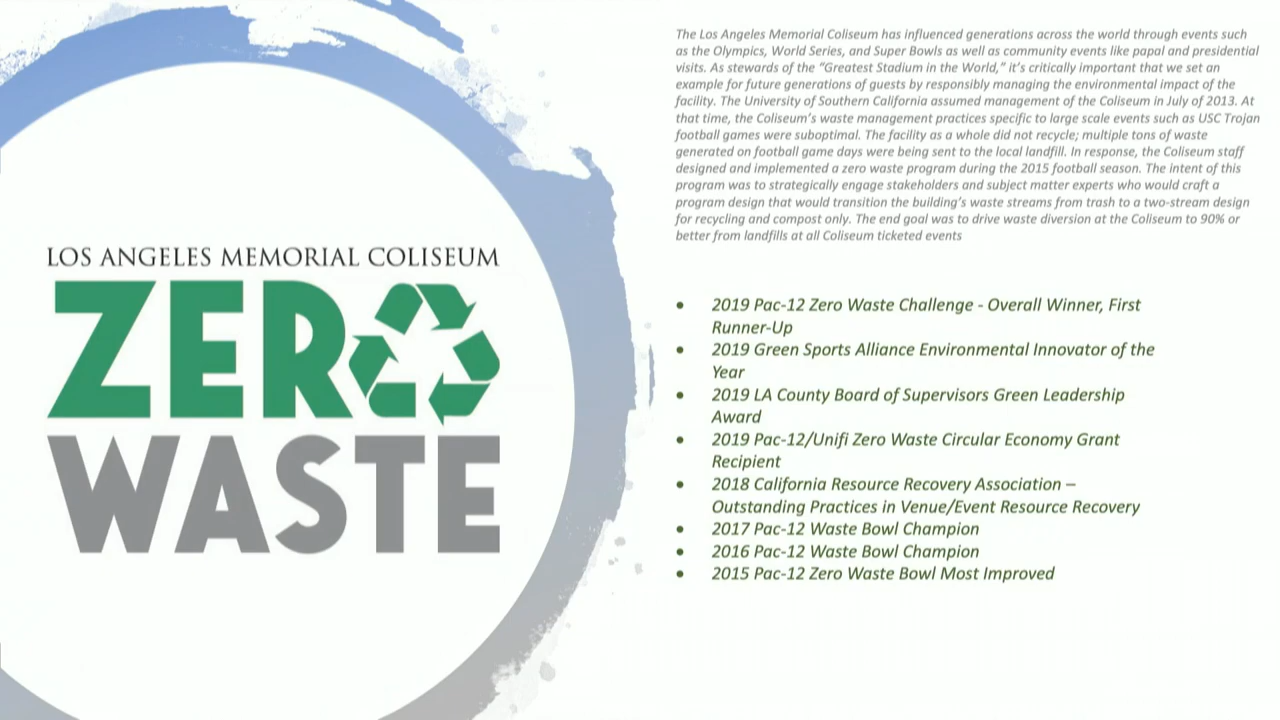 LOS ANGELES MEMORIAL COLISEUM
ZERO
WASTE
The Los Angeles Memorial Coliseum has influenced generations across the world through events such
as the Olympics, World Series, and Super Bowls as well as community events like papal and presidential
visits. As stewards of the “Greatest Stadium in the World,” it’s critically important that we set an
example for future generations of guests by responsibly managing the environmental impact of the
facility. The University of Southern California assumed management of the Coliseum in July of 2013. At
that time, the Coliseum’s waste management practices specific to large scale events such as USC Trojan
football games were suboptimal. The facility as a whole did not recycle; multiple tons of waste
generated on football game days were being sent to the local landfill. In response, the Coliseum staff
designed and implemented a zero waste program during the 2015 football season. The intent of this
program was to strategically engage stakeholders and subject matter experts who would craft a
program design that would transition the building’s waste streams from trash to a two-stream design
for recycling and compost only. The end goal was to drive waste diversion at the Coliseum to 90% or
better from landfills at all Coliseum ticketed events
• 2019 Pac-12 Zero Waste Challenge - Overall Winner, First
Runner-Up
• 2019 Green Sports Alliance Environmental Innovator of the
Year
• 2019 LA County Board of Supervisors Green Leadership
Award
• 2019 Pac-12/Unifi Zero Waste Circular Economy Grant
Recipient
• 2018 California Resource Recovery Association –
Outstanding Practices in Venue/Event Resource Recovery
• 2017 Pac-12 Waste Bowl Champion
• 2016 Pac-12 Waste Bowl Champion
• 2015 Pac-12 Zero Waste Bowl Most Improved